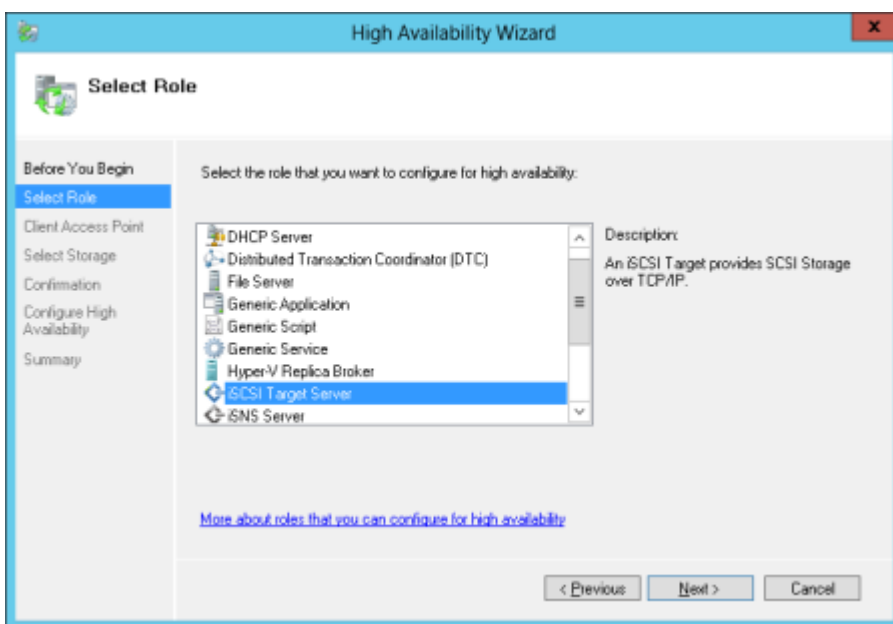 High Availability Wizard
x
Select Role
Before You Begin
Select Role
Client Access Point
Select Storage
Confirmation
Configure High
Availability
Summary
Select the role that you want to configure for high availability:
DHCP Server
Distributed Transaction Coordinator (DTC)
File Server
Generic Application
Generic Script
Generic Service
Hyper-V Replica Broker
iSCSI Target Server
iSNS Server
Description:
An iSCSI Target provides SCSI Storage
over TCP/IP.
More about roles that you can configure for high availability
< Previous
Next >
Cancel